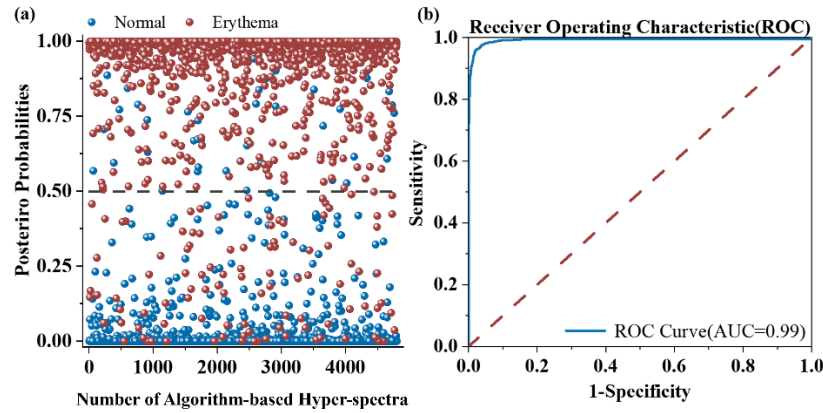 (a)
Normal
Erythema
1.00
0.75
0.50
0.25
0.00
Posteriro Probabilities
0
1000
2000
3000
4000
Number of Algorithm-based Hyper-spectra
(b)
Receiver Operating Characteristic(ROC)
1.0
0.8
0.6
0.4
0.2
0.0
Sensitivity
ROC Curve(AUC=0.99)
0.0
0.2
0.4
0.6
0.8
1.0
1-Specificity